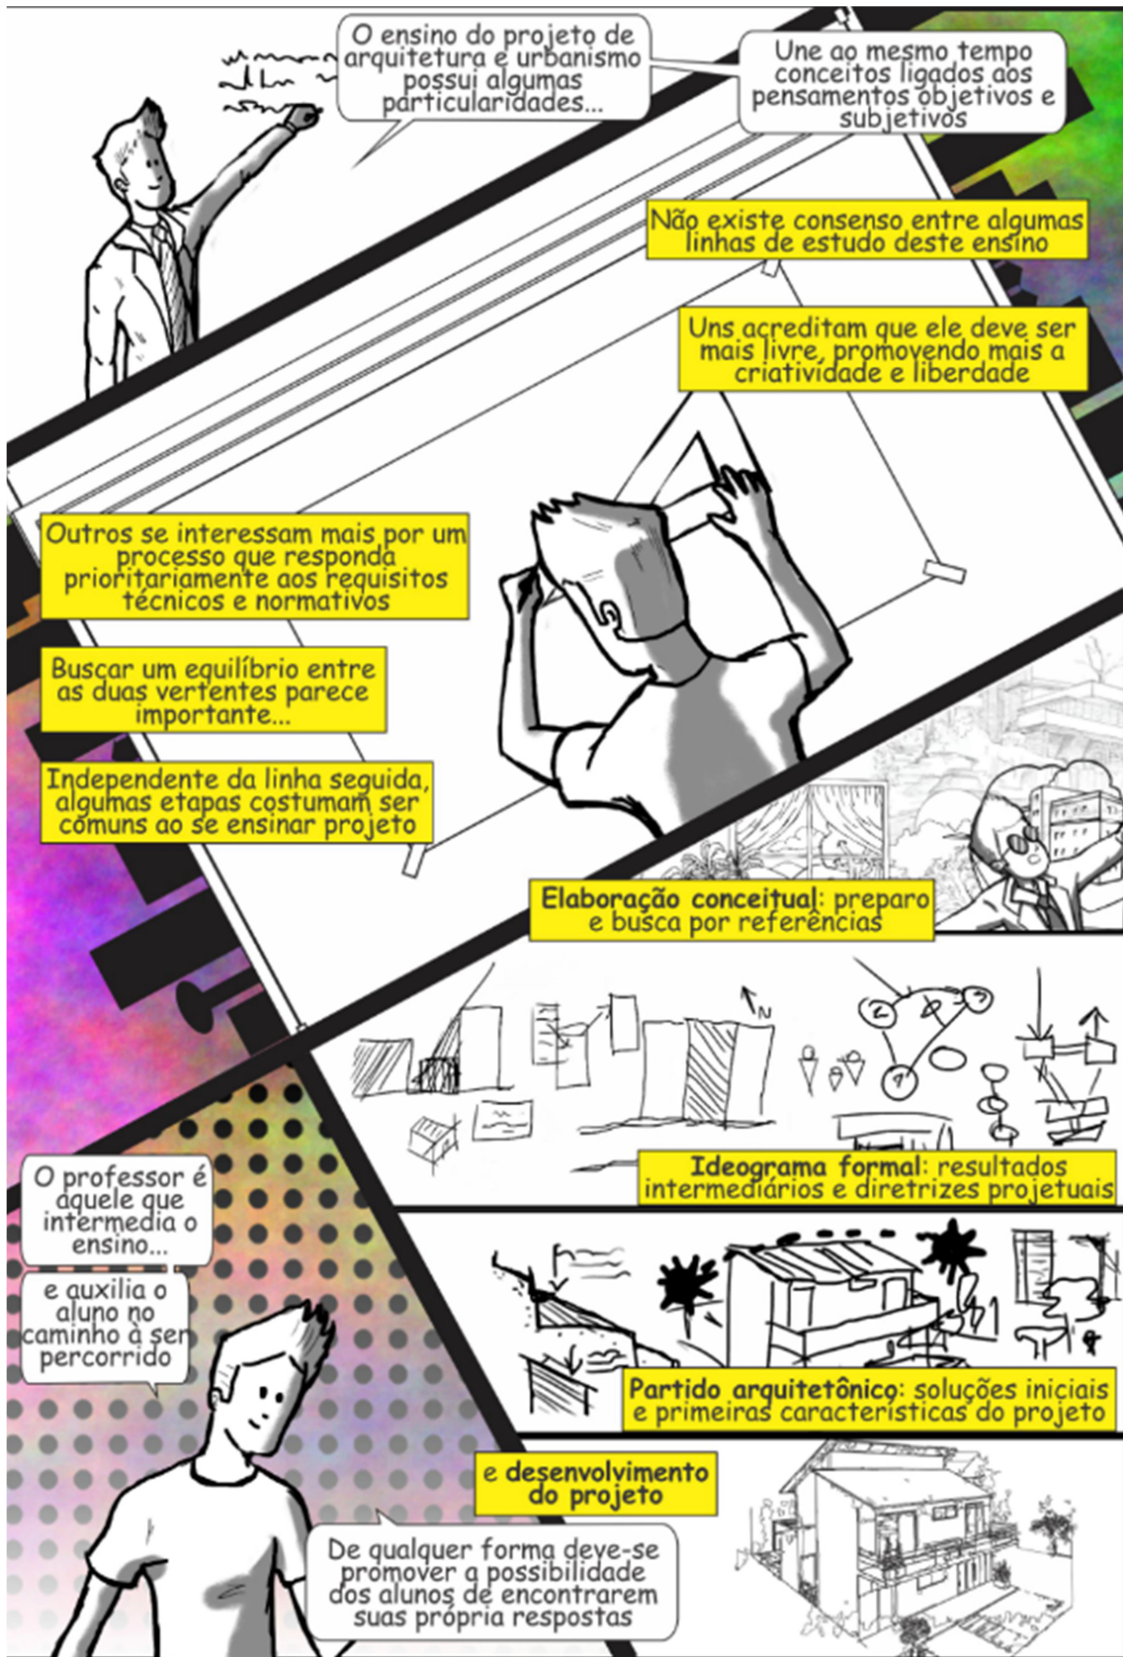 O ensino do projeto de
arquitetura e urbanismo
possui algumas
particularidades...
Une ao mesmo tempo
conceitos ligados aos
pensamentos objetivos e
subjetivos
Não existe consenso entre algumas
linhas de estudo deste ensino
Uns acreditam que ele deve ser
mais livre, promovendo mais a
criatividade e liberdade
Outros se interessam mais por um
processo que responda
prioritariamente aos requisitos
técnicos e normativos
Buscar um equilíbrio entre
as duas vertentes parece
importante...
Independente da linha seguida,
algumas etapas costumam ser
comuns ao se ensinar projeto
Elaboração conceitual: preparo
e busca por referências
N
Ideograma formal: resultados
intermediários e diretrizes projetuais
Partido arquitetônico: soluções iniciais
e primeiras características do projeto
e desenvolvimento
do projeto
O professor é
aquele que
intermedia o
ensino...
e auxilia o
aluno no
caminho à ser
percorrido
De qualquer forma deve-se
promover a possibilidade
dos alunos de encontrarem
suas própria respostas